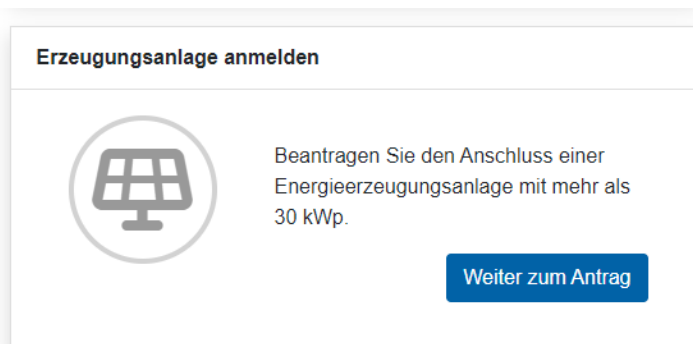 Erzeugungsanlage anmelden
Beantragen Sie den Anschluss einer
Energieerzeugungsanlage mit mehr als
30 kWp.
Weiter zum Antrag